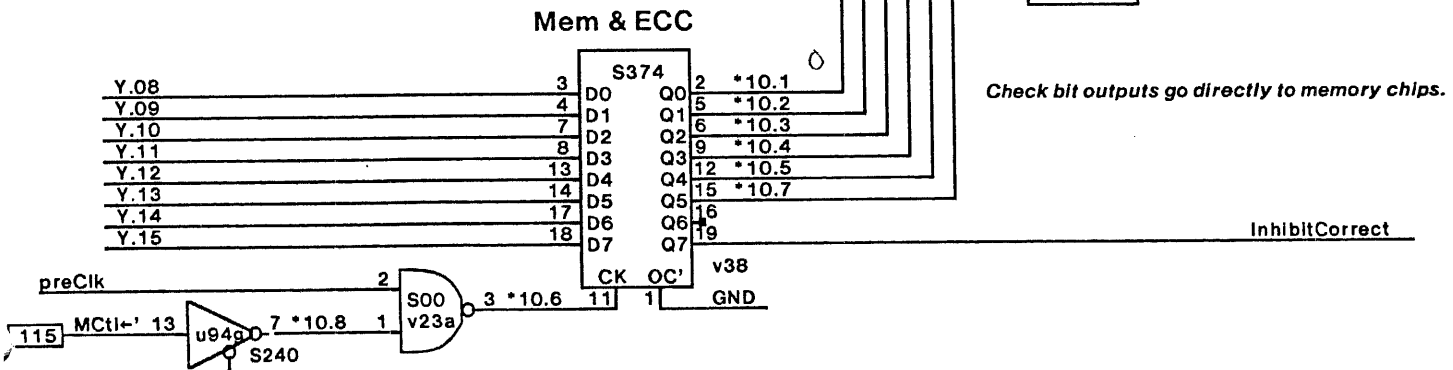 Mem & ECC
S374
Y.08 3 D0 Q0 2 *10.1
Y.09 4 D1 Q1 5 *10.2
Y.10 7 D2 Q2 6 *10.3
Y.11 8 D3 Q3 9 *10.4
Y.12 13 D4 Q4 12 *10.5
Y.13 14 D5 Q5 15 *10.7
Y.14 17 D6 Q6 16
Y.15 18 D7 Q7 19 InhibitCorrect
Check bit outputs go directly to memory chips.
v38
CK OC'
11 1 GND
preClk 2
S00
v23a
3 *10.6
115 MCtl←' 13 u94g 7 *10.8 1
S240